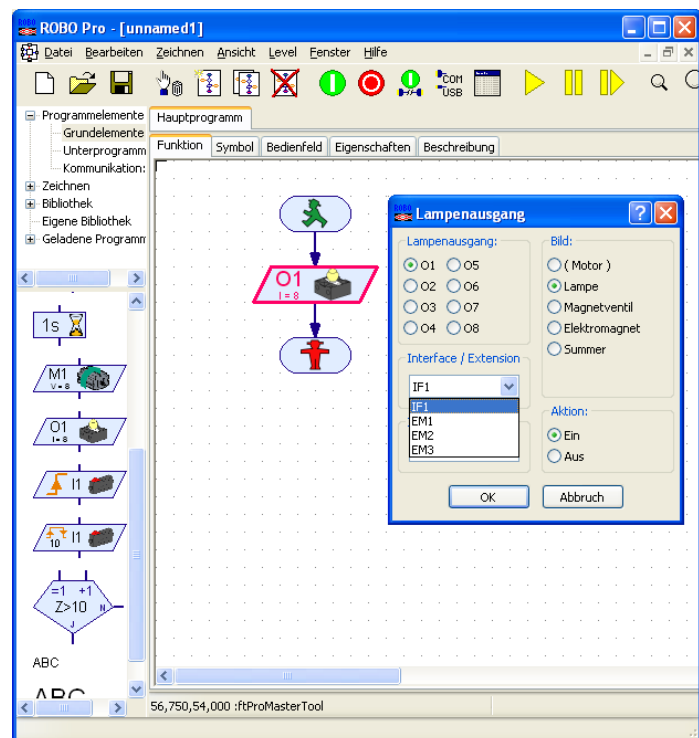 ROBO Pro - [unnamed1]
Datei Bearbeiten Zeichnen Ansicht Level Fenster Hilfe
COM
USB
Programmelemente
Grundelemente
Unterprogramm
Kommunikation:
Zeichnen
Bibliothek
Eigene Bibliothek
Geladene Programm
Hauptprogramm
Funktion Symbol Bedienfeld Eigenschaften Beschreibung
1s
M1
V = 8
O1
I = 8
I1
10 I1
=1 +1
Z>10 N
J
ABC
ABC
O1
I = 8
ROBO Lampenausgang
Lampenausgang:
O1 O5
O2 O6
O3 O7
O4 O8
Interface / Extension
IF1
IF1
EM1
EM2
EM3
Bild:
( Motor )
Lampe
Magnetventil
Elektromagnet
Summer
Aktion:
Ein
Aus
OK Abbruch
56,750,54,000 :ftProMasterTool